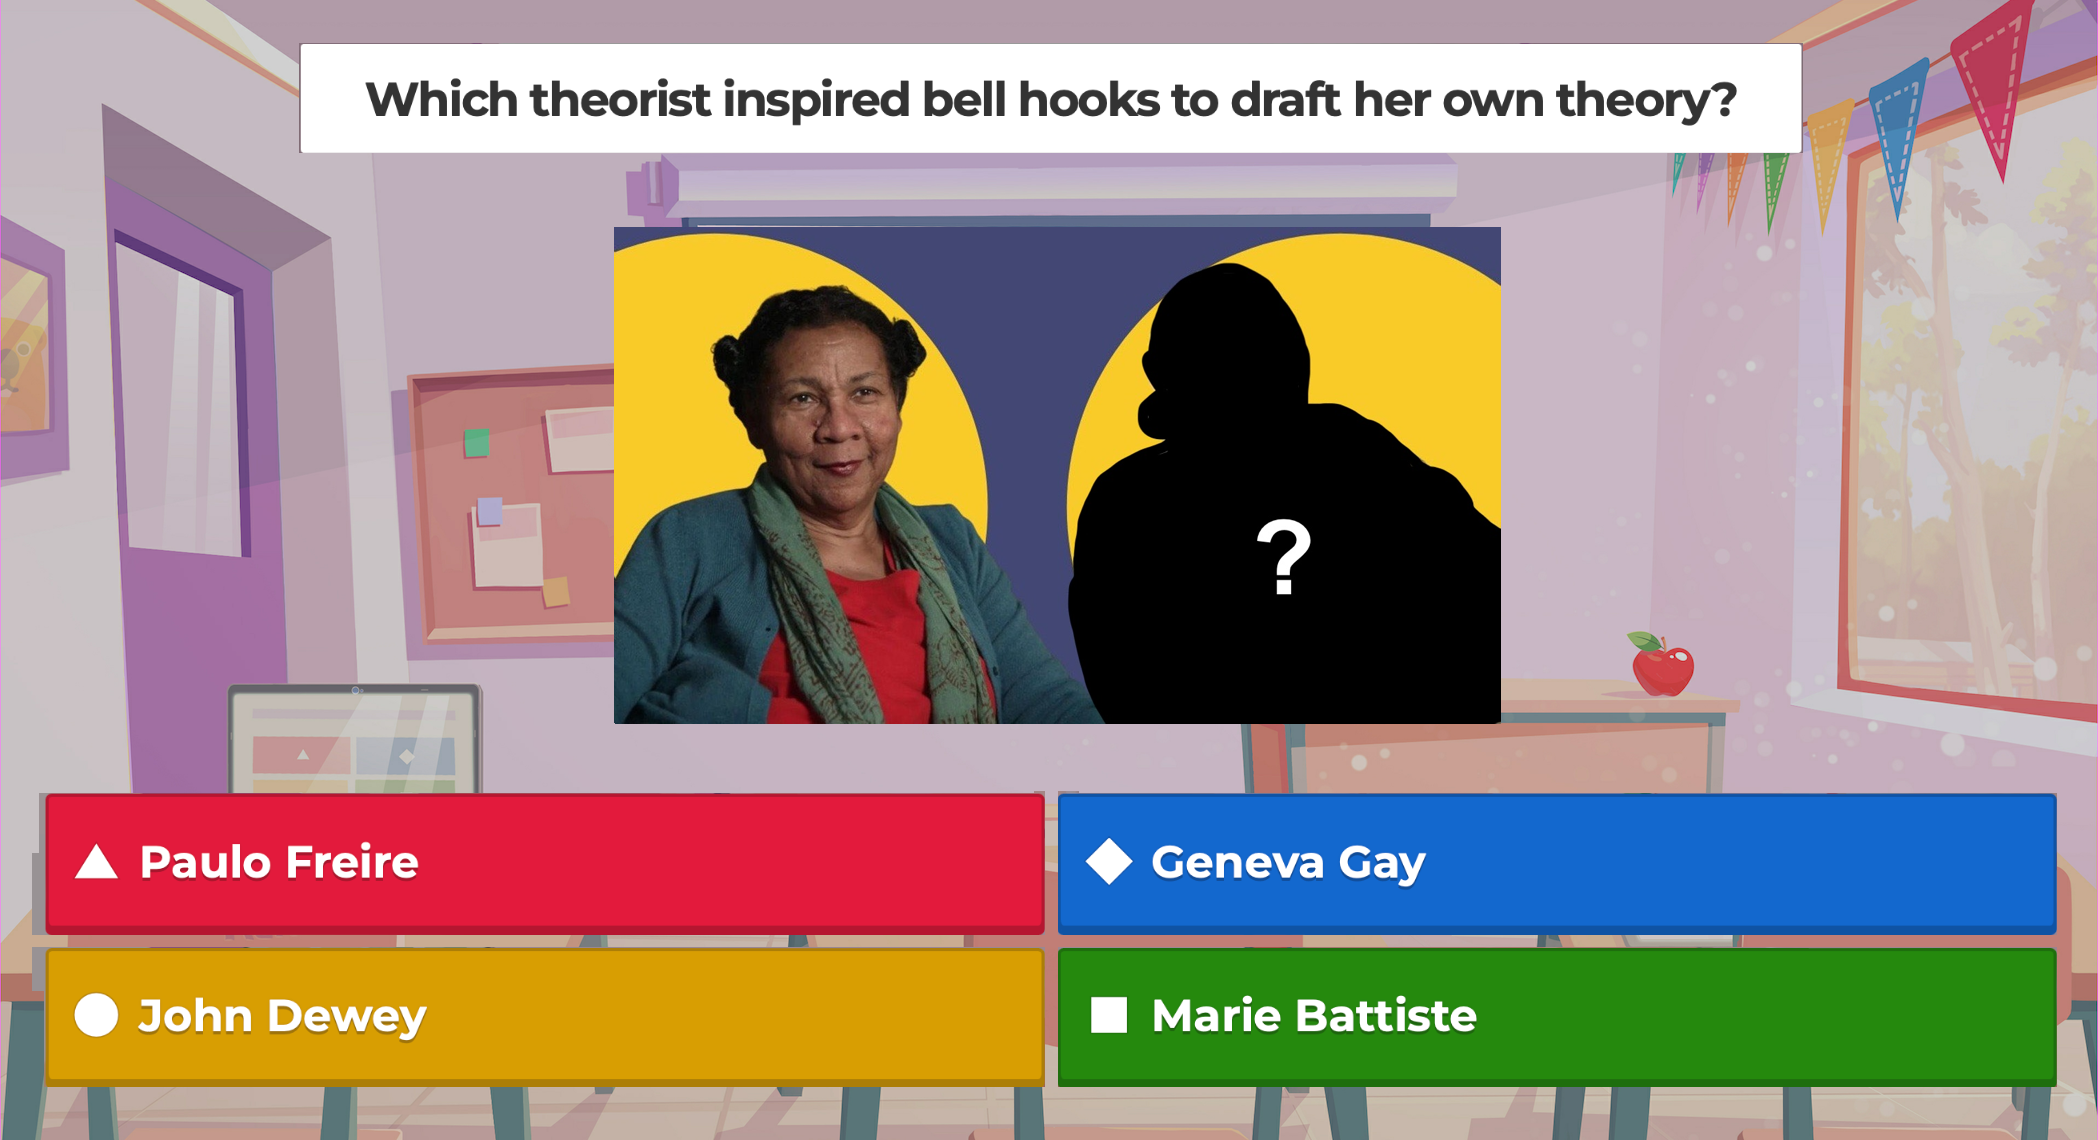 Which theorist inspired bell hooks to draft her own theory?
?
Paulo Freire
Geneva Gay
John Dewey
Marie Battiste